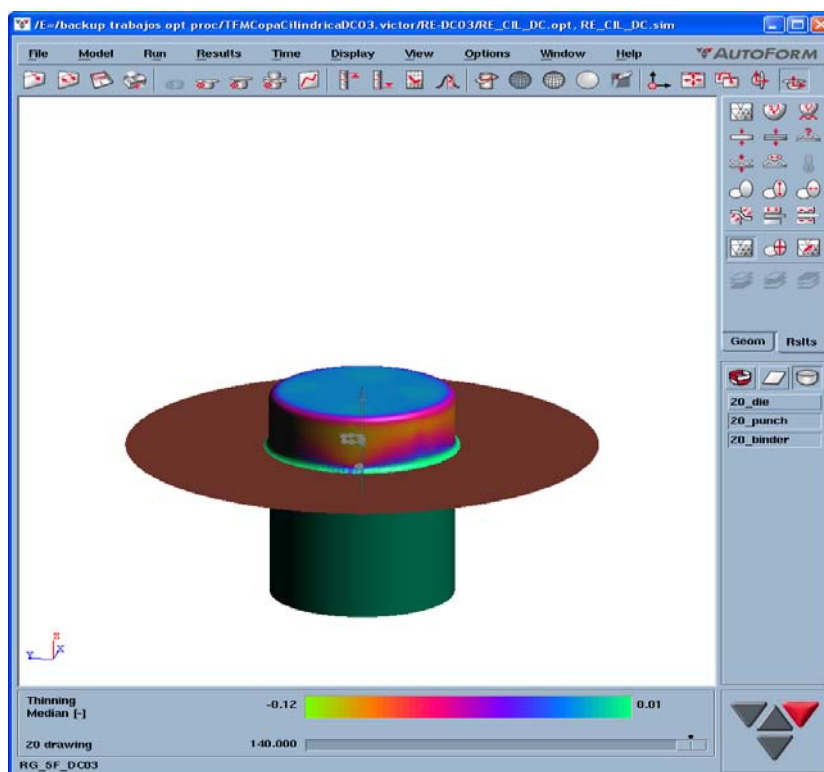 /E=/backup trabajos opt proc/TFMCopaCilindricaDC03.victor/RE-DC03/RE_CIL_DC.opt, RE_CIL_DC.sim
File Model Run Results Time Display View Options Window Help AUTOFORM
Geom Rslts
20_die
20_punch
20_binder
Z
Y X
Thinning
Median [-] -0.12 0.01
20 drawing 140.000
RG_5F_DC03